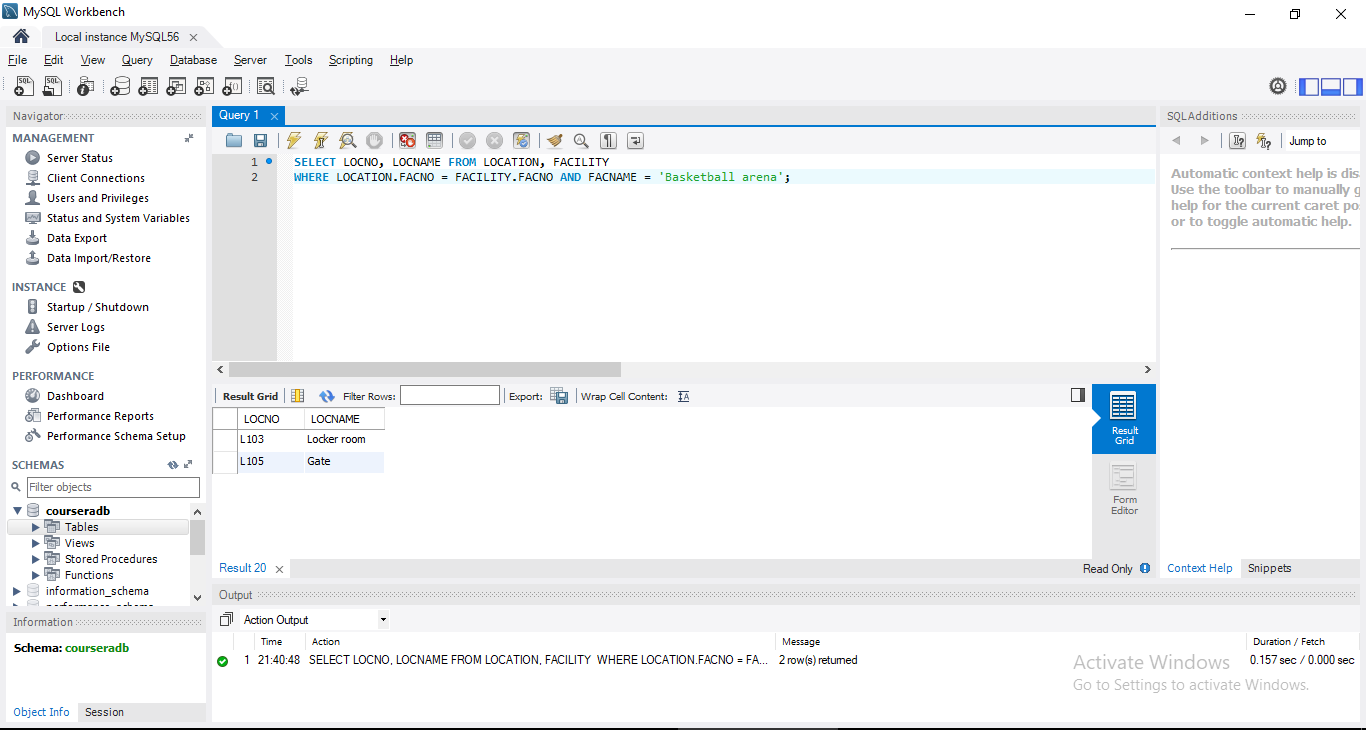 MySQL Workbench
Local instance MySQL56
File Edit View Query Database Server Tools Scripting Help
Navigator
MANAGEMENT
Server Status
Client Connections
Users and Privileges
Status and System Variables
Data Export
Data Import/Restore
INSTANCE
Startup / Shutdown
Server Logs
Options File
PERFORMANCE
Dashboard
Performance Reports
Performance Schema Setup
SCHEMAS
Filter objects
courseradb
Tables
Views
Stored Procedures
Functions
information_schema
Information
Schema: courseradb
Object Info Session
Query 1
1 SELECT LOCNO, LOCNAME FROM LOCATION, FACILITY
2 WHERE LOCATION.FACNO = FACILITY.FACNO AND FACNAME = 'Basketball arena';
Result Grid Filter Rows: Export: Wrap Cell Content:
LOCNO LOCNAME
L103 Locker room
L105 Gate
Result
Grid
Form
Editor
Result 20 Read Only
SQLAdditions
Jump to
Automatic context help is dis
Use the toolbar to manually g
help for the current caret po
or to toggle automatic help.
Context Help Snippets
Output
Action Output
Time Action Message Duration / Fetch
1 21:40:48 SELECT LOCNO, LOCNAME FROM LOCATION, FACILITY WHERE LOCATION.FACNO = FA... 2 row(s) returned 0.157 sec / 0.000 sec
Activate Windows
Go to Settings to activate Windows.